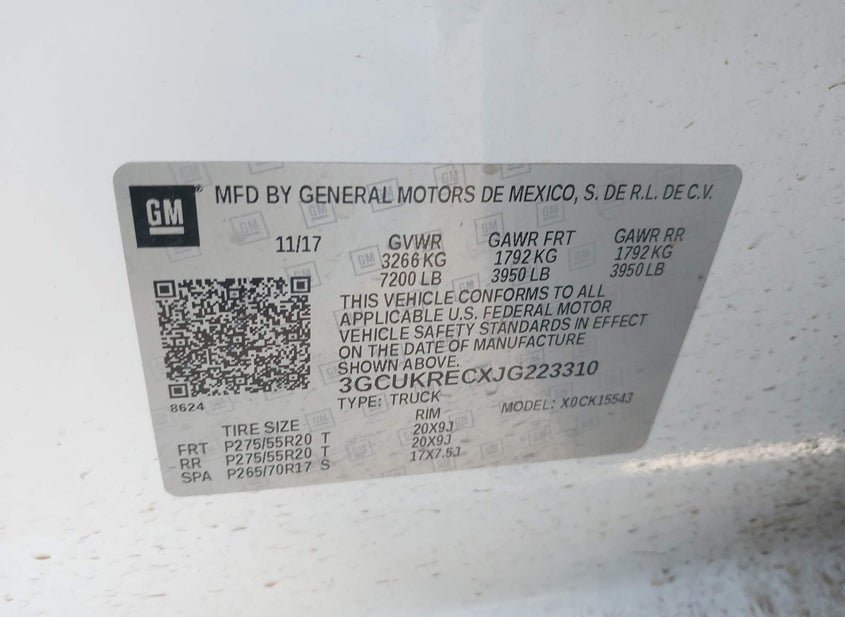 GM® MFD BY GENERAL MOTORS DE MEXICO, S. DE R.L. DE C.V.
11/17 GVWR GAWR FRT GAWR RR
3266 KG 1792 KG 1792 KG
7200 LB 3950 LB 3950 LB
THIS VEHICLE CONFORMS TO ALL
APPLICABLE U.S. FEDERAL MOTOR
VEHICLE SAFETY STANDARDS IN EFFECT
ON THE DATE OF MANUFACTURE
SHOWN ABOVE.
3GCUKRECXJG223310
8624 TYPE: TRUCK MODEL: X0CK15543
TIRE SIZE RIM
FRT P275/55R20 T 20X9J
RR P275/55R20 T 20X9J
SPA P265/70R17 S 17X7.5J